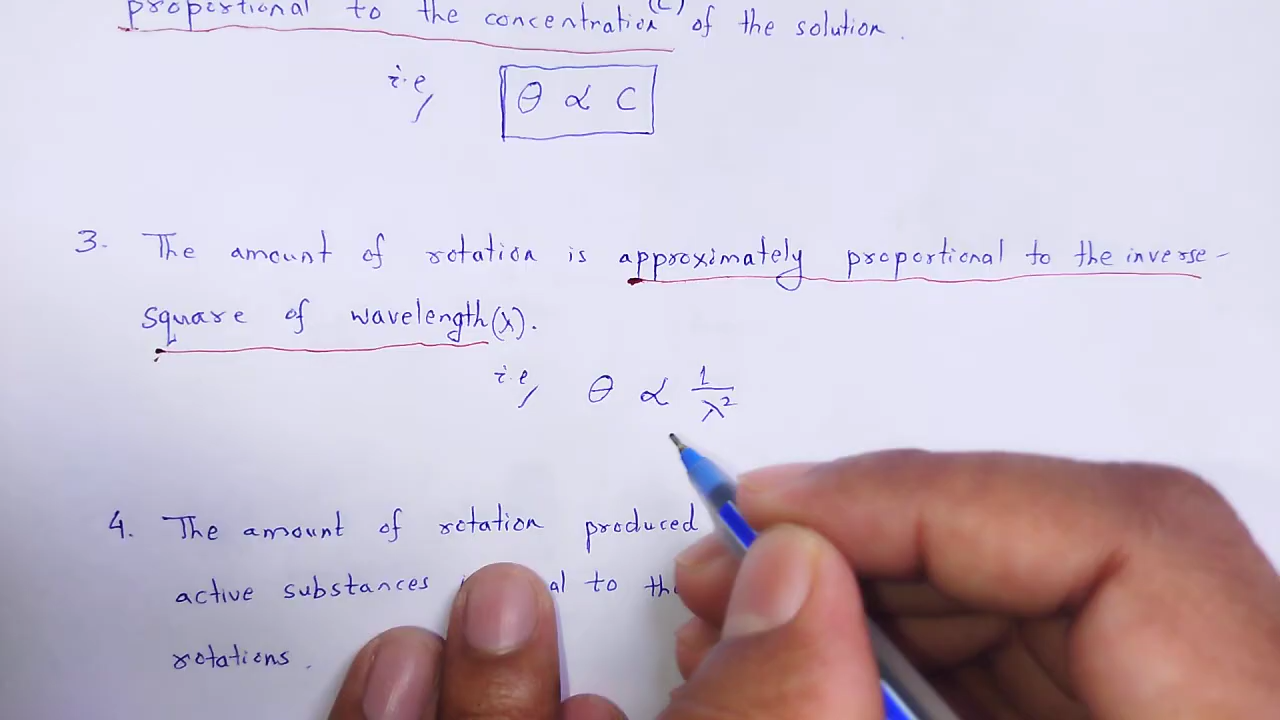 proportional to the concentration (C) of the solution.
i.e, θ ∝ C
3. The amount of rotation is approximately proportional to the inverse-
square of wavelength (λ).
i.e, θ ∝ 1/λ²
4. The amount of rotation produced
active substances al to the
rotations.